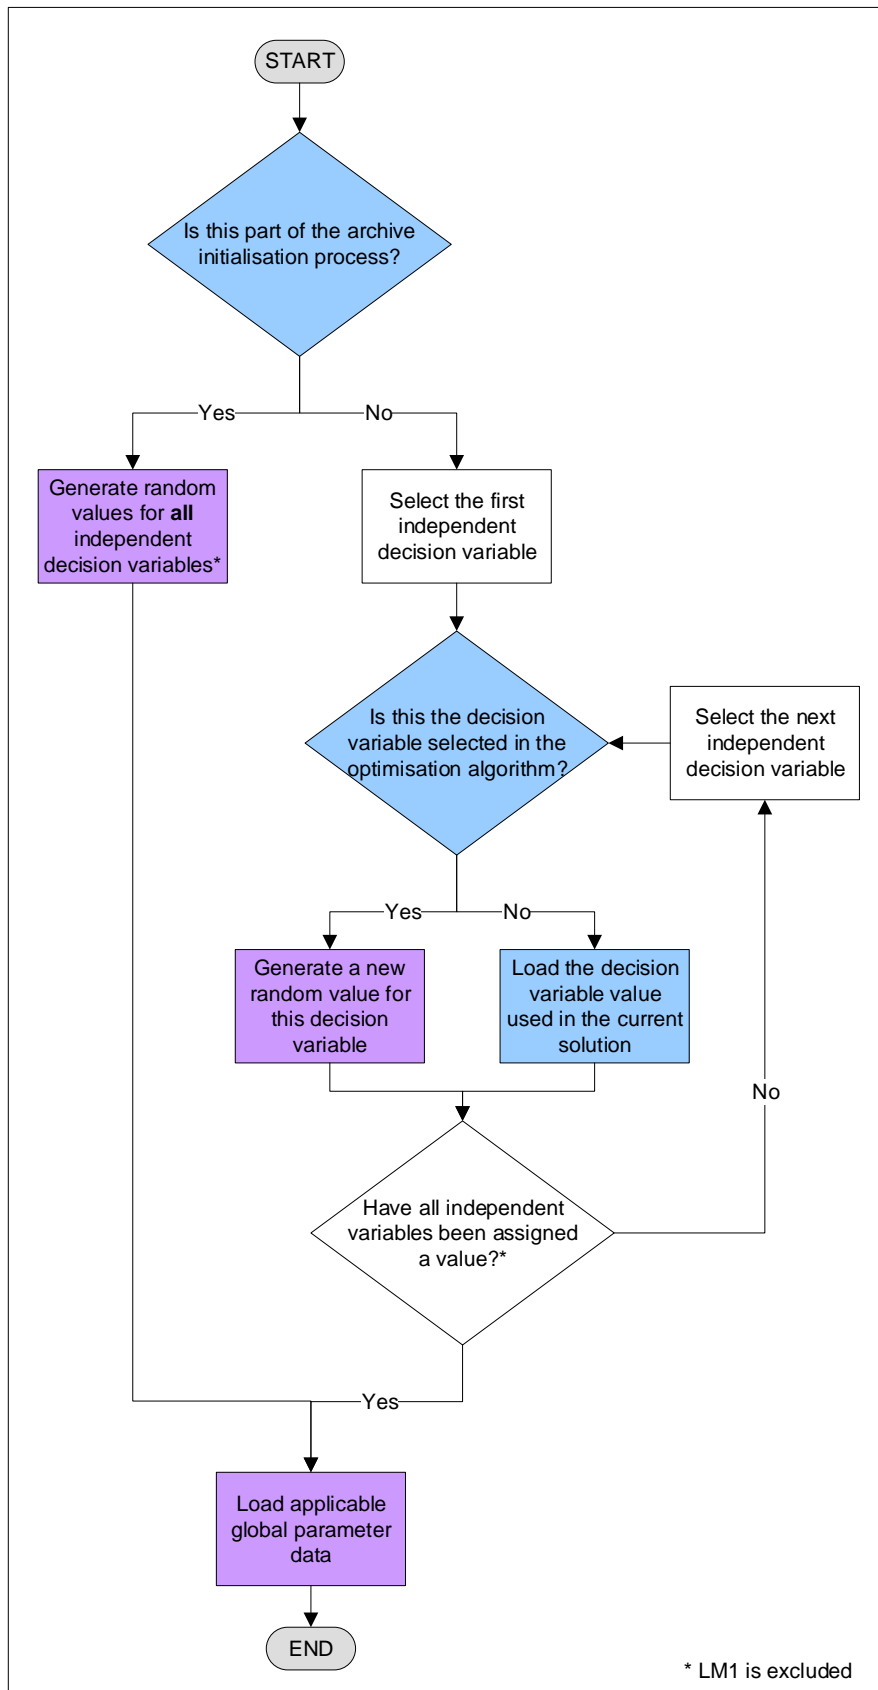 START
Is this part of the archive
initialisation process?
Yes
No
Generate random
values for all
independent
decision variables*
Select the first
independent
decision variable
Is this the decision
variable selected in the
optimisation algorithm?
Select the next
independent
decision variable
Yes
No
Generate a new
random value for
this decision
variable
Load the decision
variable value
used in the current
solution
No
Have all independent
variables been assigned
a value?*
Yes
Load applicable
global parameter
data
END
* LM1 is excluded